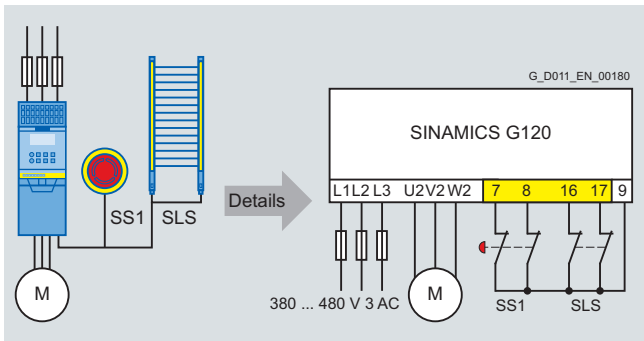 SS1
SLS
M
Details
G_D011_EN_00180
SINAMICS G120
L1 L2 L3 U2 V2 W2 7 8 16 17 9
M
380 ... 480 V 3 AC
SS1 SLS